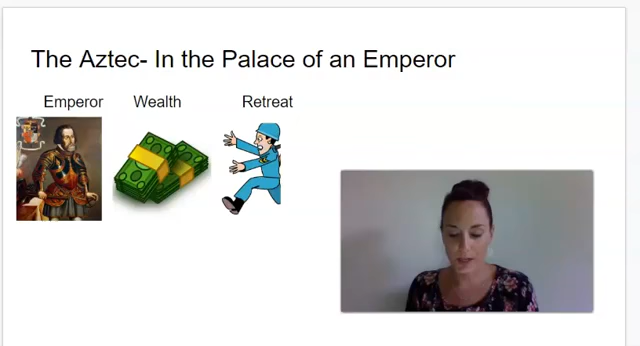 The Aztec- In the Palace of an Emperor
Emperor Wealth Retreat